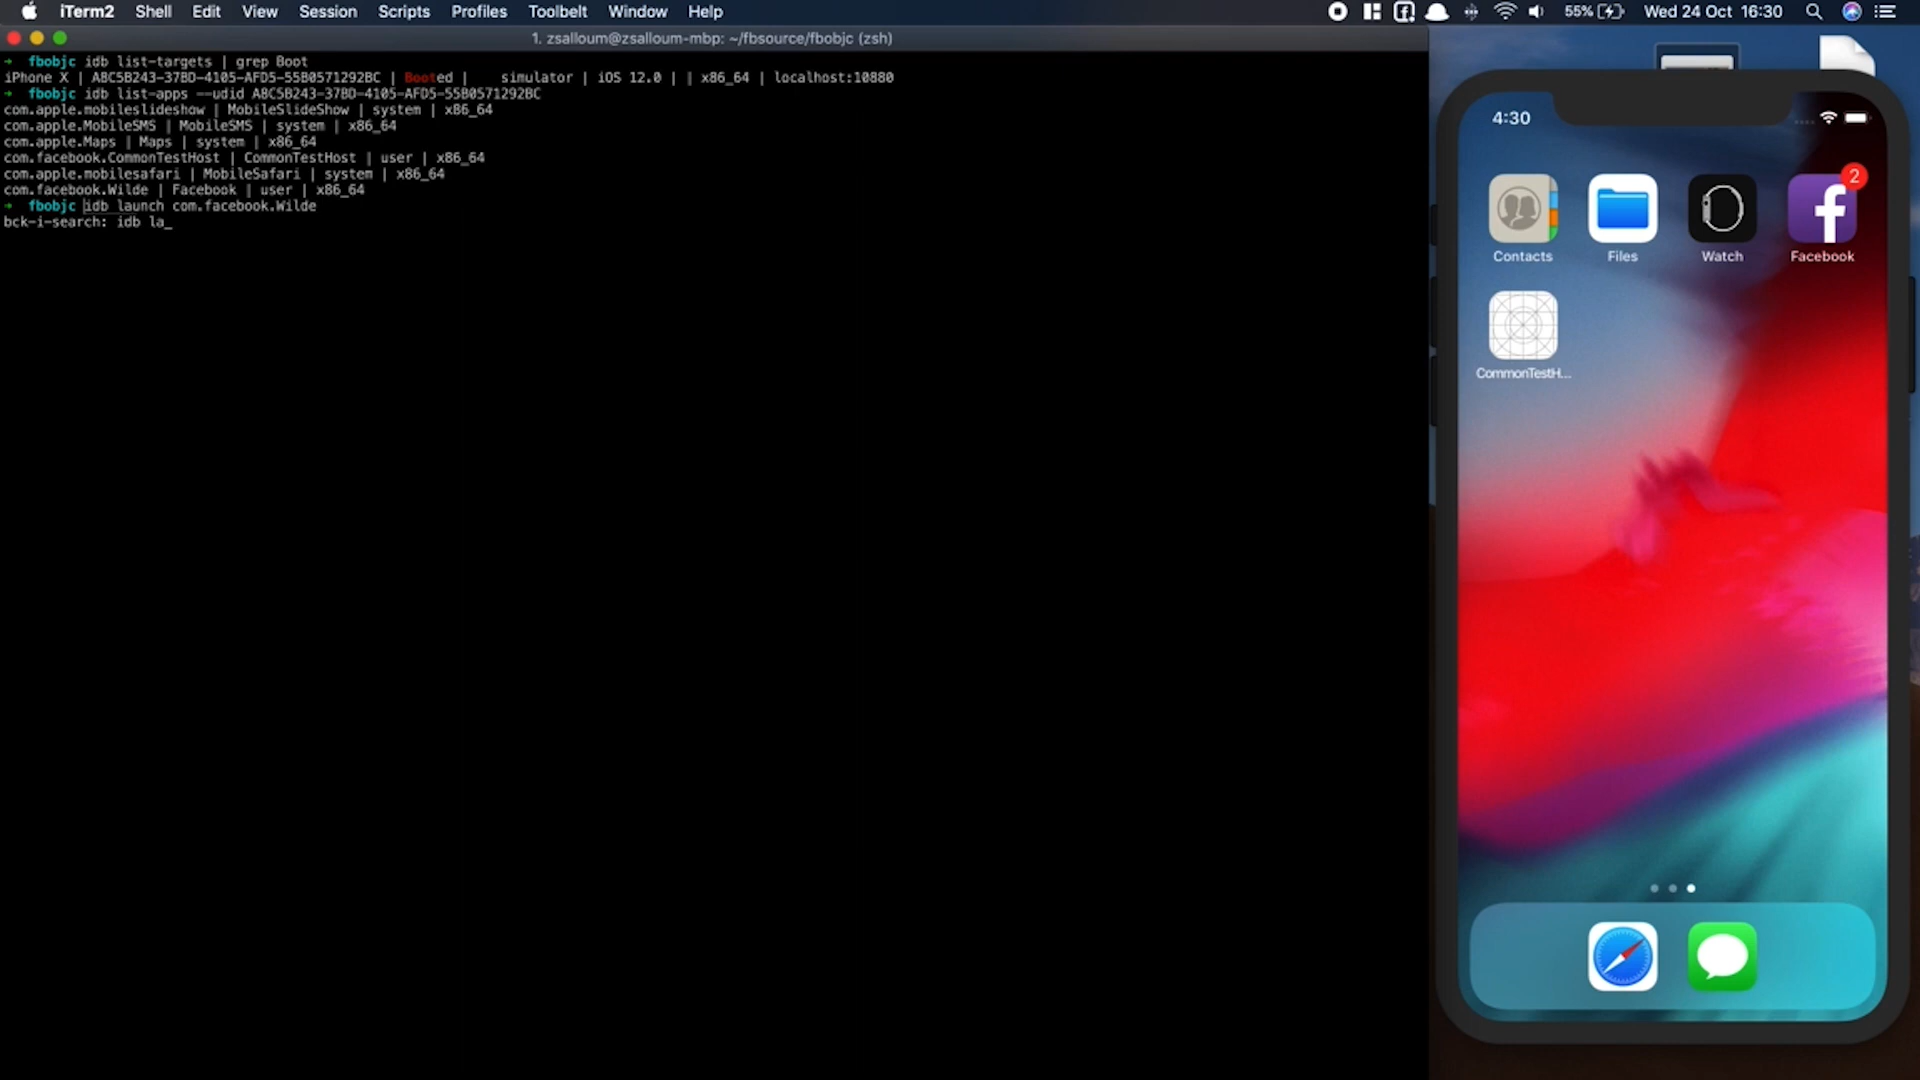 iTerm2 Shell Edit View Session Scripts Profiles Toolbelt Window Help 55% Wed 24 Oct 16:30
1. zsalloum@zsalloum-mbp: ~/fbsource/fbobjc (zsh)
fbobjc idb list-targets | grep Boot
iPhone X | A8C5B243-37BD-4105-AFD5-55B0571292BC | Booted | simulator | iOS 12.0 | | x86_64 | localhost:10880
fbobjc idb list-apps --udid A8C5B243-37BD-4105-AFD5-55B0571292BC
com.apple.mobileslideshow | MobileSlideShow | system | x86_64
com.apple.MobileSMS | MobileSMS | system | x86_64
com.apple.Maps | Maps | system | x86_64
com.facebook.CommonTestHost | CommonTestHost | user | x86_64
com.apple.mobilesafari | MobileSafari | system | x86_64
com.facebook.Wilde | Facebook | user | x86_64
fbobjc idb launch com.facebook.Wilde
bck-i-search: idb la_
4:30
2
Contacts Files Watch Facebook
CommonTestH...